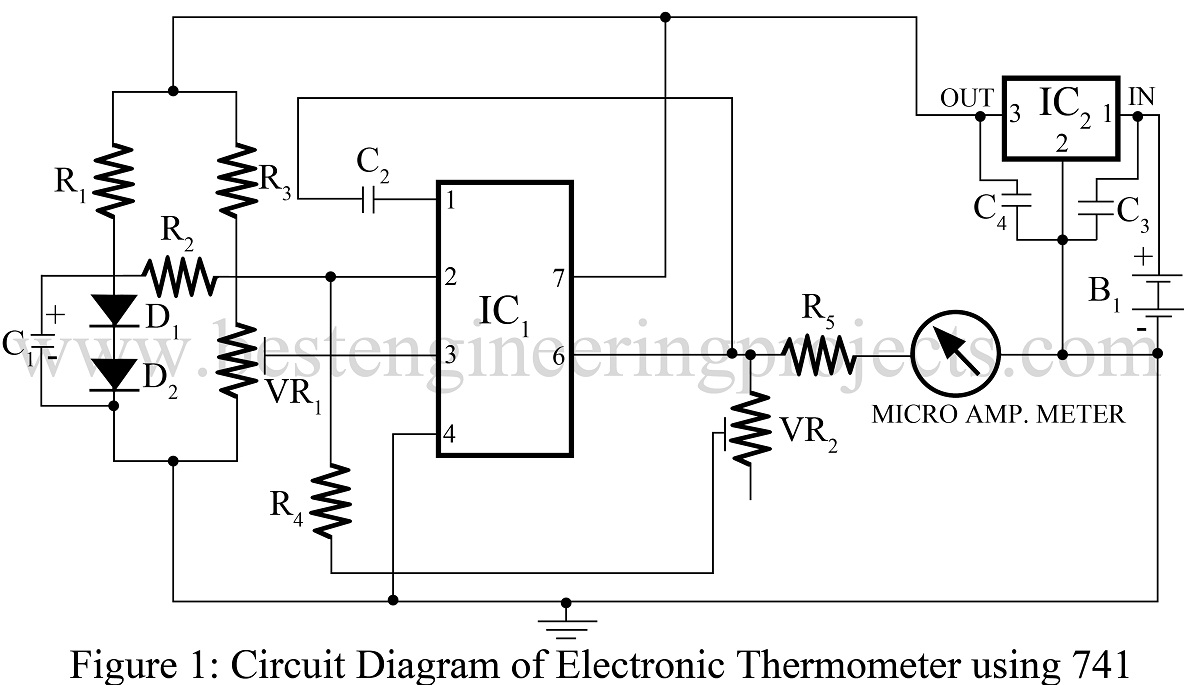 OUT IC2 IN
3 1
2
R1 R3 C2
1
C4 C3
R2
2 7
+
B1
-
+ D1 IC1 R5
C1 -
www.bestengineeringprojects.com
3 6
D2 VR1
MICRO AMP. METER
4 VR2
R4
Figure 1: Circuit Diagram of Electronic Thermometer using 741